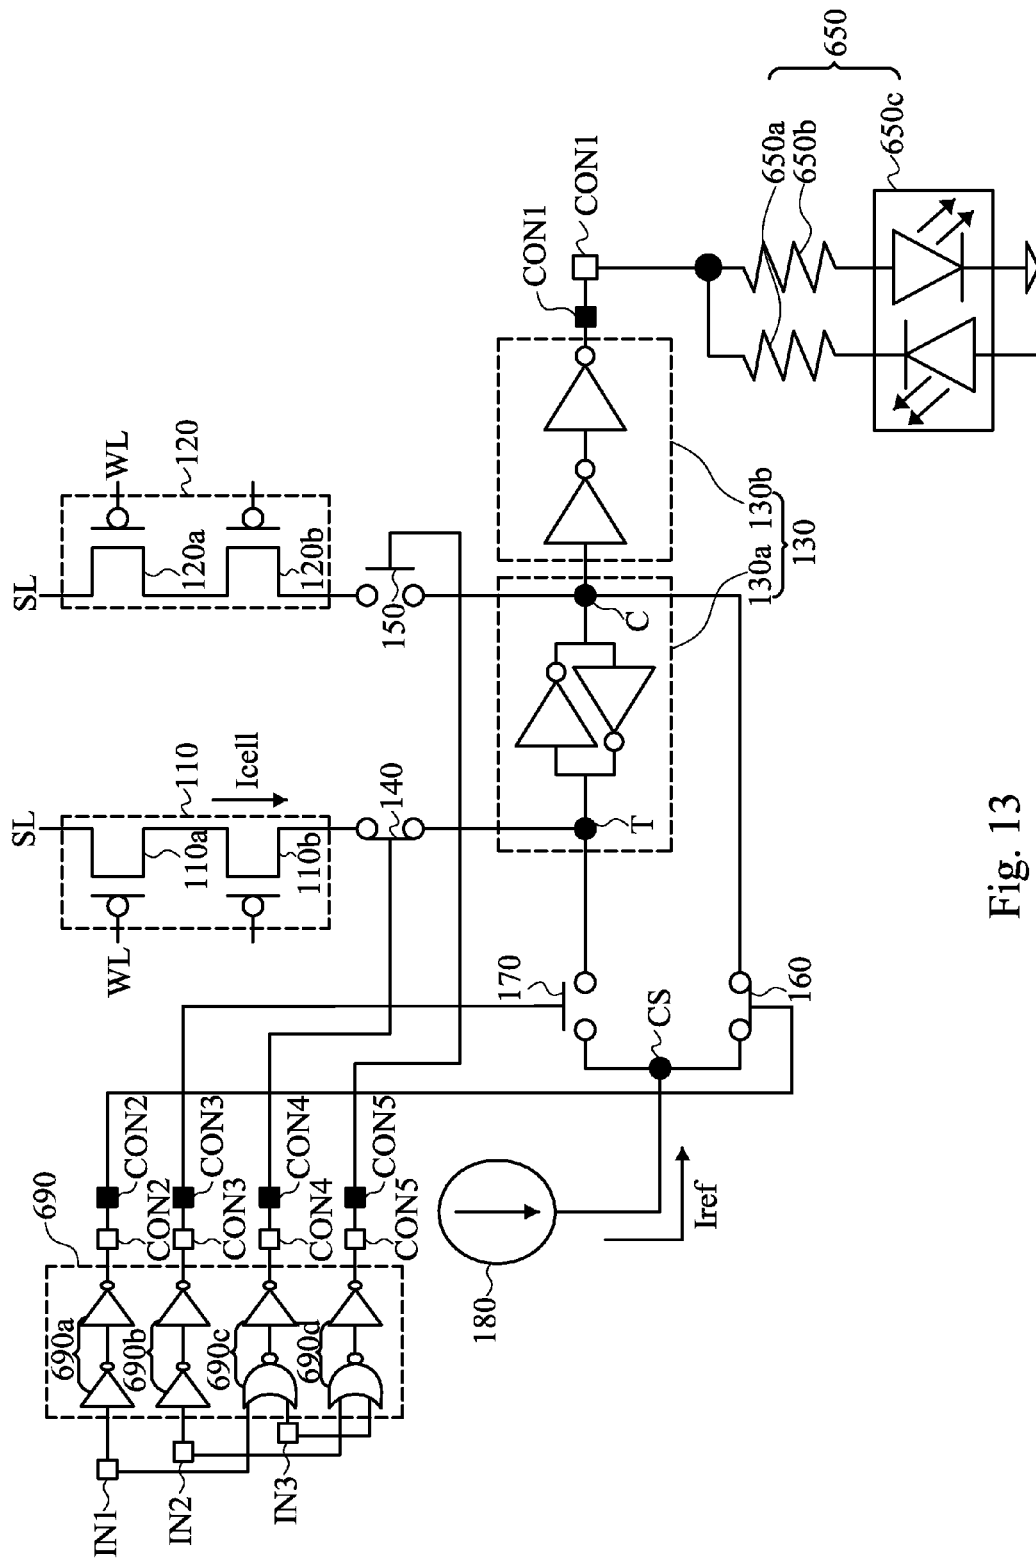 IN1
IN2
IN3
690
690a
690b
690c
690d
CON2
CON2
CON3
CON3
CON4
CON4
CON5
CON5
180
Iref
CS
170
160
SL
WL
110
110a
110b
Icell
140
T
SL
WL
120
120a
120b
150
C
130a
130b
130
CON1
CON1
650a
650b
650c
650
Fig. 13